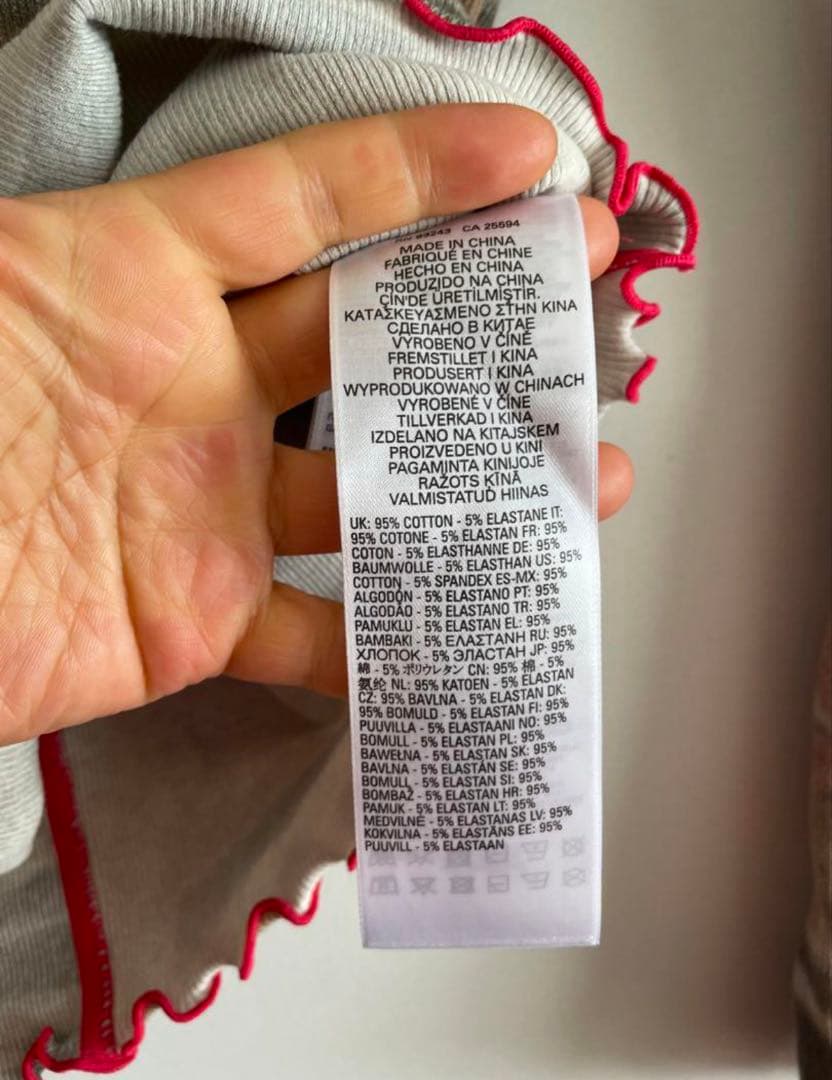 RN 93243 CA 25594
MADE IN CHINA
FABRIQUÉ EN CHINE
HECHO EN CHINA
PRODUZIDO NA CHINA
ÇİN'DE ÜRETİLMİŞTİR.
ΚΑΤΑΣΚΕΥΑΣΜΕΝΟ ΣΤΗΝ ΚΙΝΑ
СДЕЛАНО В КИТАЕ
VYROBENO V ČÍNĚ
FREMSTILLET I KINA
PRODUSERT I KINA
WYPRODUKOWANO W CHINACH
VYROBENÉ V ČÍNE
TILLVERKAD I KINA
IZDELANO NA KITAJSKEM
PROIZVEDENO U KINI
PAGAMINTA KINIJOJE
RAŽOTS ĶĪNĀ
VALMISTATUD HIINAS
UK: 95% COTTON - 5% ELASTANE IT:
95% COTONE - 5% ELASTAN FR: 95%
COTON - 5% ELASTHANNE DE: 95%
BAUMWOLLE - 5% ELASTHAN US: 95%
COTTON - 5% SPANDEX ES-MX: 95%
ALGODÓN - 5% ELASTANO PT: 95%
ALGODÃO - 5% ELASTANO TR: 95%
PAMUKLU - 5% ELASTAN EL: 95%
ΒΑΜΒΑΚΙ - 5% ΕΛΑΣΤΑΝΗ RU: 95%
ХЛОПОК - 5% ЭЛАСТАН JP: 95%
綿 - 5% ポリウレタン CN: 95% 棉 - 5%
氨纶 NL: 95% KATOEN - 5% ELASTAN
CZ: 95% BAVLNA - 5% ELASTAN DK:
95% BOMULD - 5% ELASTAN FI: 95%
PUUVILLA - 5% ELASTAANI NO: 95%
BOMULL - 5% ELASTAN PL: 95%
BAWEŁNA - 5% ELASTAN SK: 95%
BAVLNA - 5% ELASTÁN SE: 95%
BOMULL - 5% ELASTAN SI: 95%
BOMBAŽ - 5% ELASTAN HR: 95%
PAMUK - 5% ELASTAN LT: 95%
MEDVILNĖ - 5% ELASTANAS LV: 95%
KOKVILNA - 5% ELASTĀNS EE: 95%
PUUVILL - 5% ELASTAAN